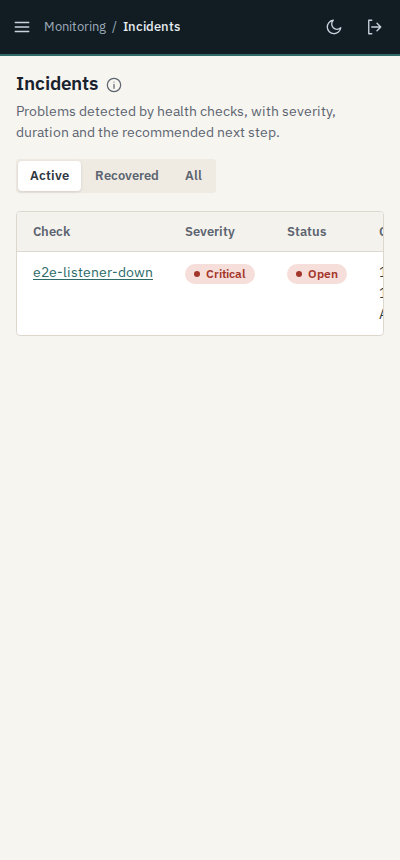 Monitoring / Incidents
Incidents
Problems detected by health checks, with severity,
duration and the recommended next step.
Active Recovered All
Check Severity Status
e2e-listener-down Critical Open